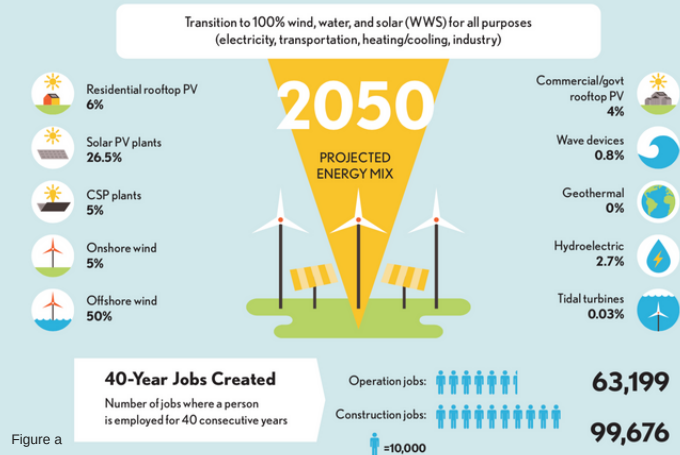 Transition to 100% wind, water, and solar (WWS) for all purposes
(electricity, transportation, heating/cooling, industry)
2050
PROJECTED
ENERGY MIX
Residential rooftop PV
6%
Solar PV plants
26.5%
CSP plants
5%
Onshore wind
5%
Offshore wind
50%
Commercial/govt
rooftop PV
4%
Wave devices
0.8%
Geothermal
0%
Hydroelectric
2.7%
Tidal turbines
0.03%
40-Year Jobs Created
Number of jobs where a person
is employed for 40 consecutive years
Operation jobs:
63,199
Construction jobs:
99,676
=10,000
Figure a